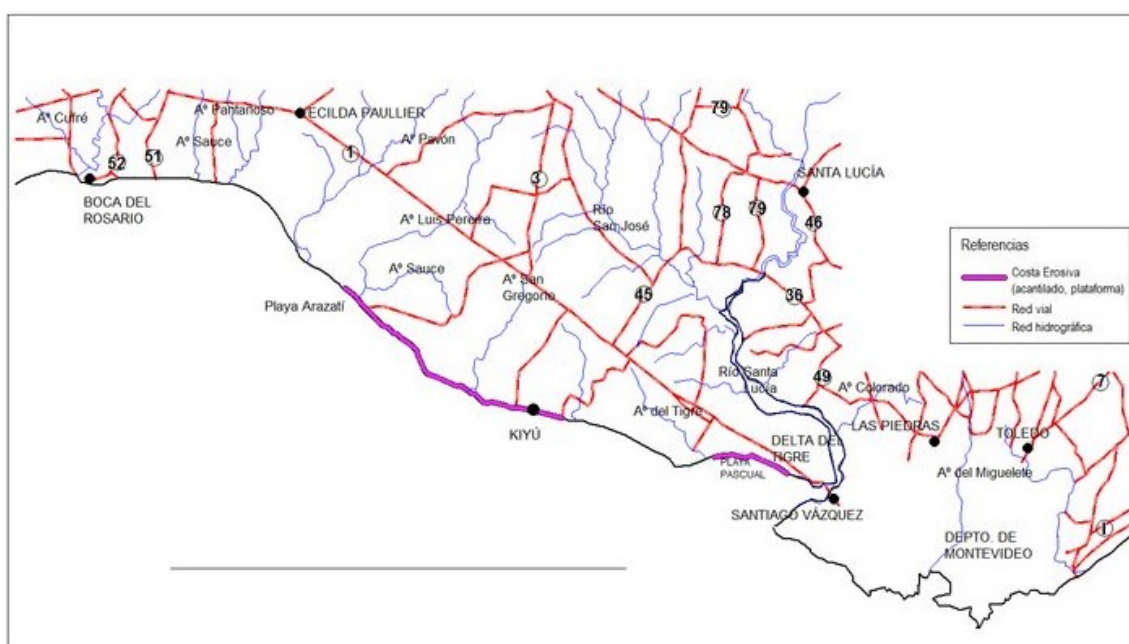 79
Aº Cufré
Aº Pantanoso
ECILDA PAULLIER
Aº Sauce
Aº Pavón
52
51
1
3
SANTA LUCÍA
BOCA DEL
ROSARIO
Aº Luis Pereira
Río
San José
78
79
46
Referencias
Costa Erosiva
(acantilado, plataforma)
Red vial
Red hidrográfica
Aº Sauce
Aº San
Gregorio
45
36
Playa Arazatí
Río Santa
Lucía
49
Aº Colorado
7
KIYÚ
Aº del Tigre
DELTA DEL
TIGRE
LAS PIEDRAS
TOLEDO
PLAYA
PASCUAL
Aº del Miguelete
SANTIAGO VÁZQUEZ
DEPTO. DE
MONTEVIDEO
I